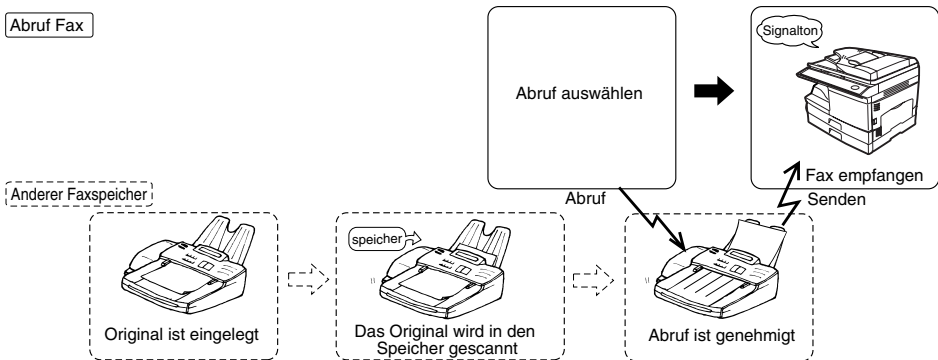 Abruf Fax
Signalton
Abruf auswählen
Fax empfangen
Anderer Faxspeicher
Abruf
Senden
speicher
Original ist eingelegt
Das Original wird in den
Speicher gescannt
Abruf ist genehmigt